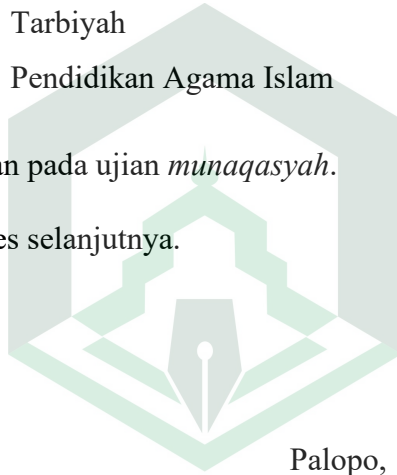 Tarbiyah
Pendidikan Agama Islam
pada ujian munaqasyah.
selanjutnya.
Palopo,